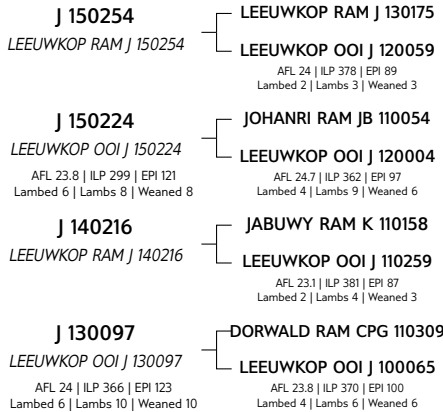 J 150254
LEEUWKOP RAM J 150254
LEEUWKOP RAM J 130175
LEEUWKOP OOI J 120059
AFL 24 | ILP 378 | EPI 89
Lambed 2 | Lambs 3 | Weaned 3
J 150224
LEEUWKOP OOI J 150224
AFL 23.8 | ILP 299 | EPI 121
Lambed 6 | Lambs 8 | Weaned 8
JOHANRI RAM JB 110054
LEEUWKOP OOI J 120004
AFL 24.7 | ILP 362 | EPI 97
Lambed 4 | Lambs 9 | Weaned 6
J 140216
LEEUWKOP RAM J 140216
JABUWY RAM K 110158
LEEUWKOP OOI J 110259
AFL 23.1 | ILP 381 | EPI 87
Lambed 2 | Lambs 4 | Weaned 3
J 130097
LEEUWKOP OOI J 130097
AFL 24 | ILP 366 | EPI 123
Lambed 6 | Lambs 10 | Weaned 10
DORWALD RAM CPG 110309
LEEUWKOP OOI J 100065
AFL 23.8 | ILP 370 | EPI 100
Lambed 4 | Lambs 6 | Weaned 6